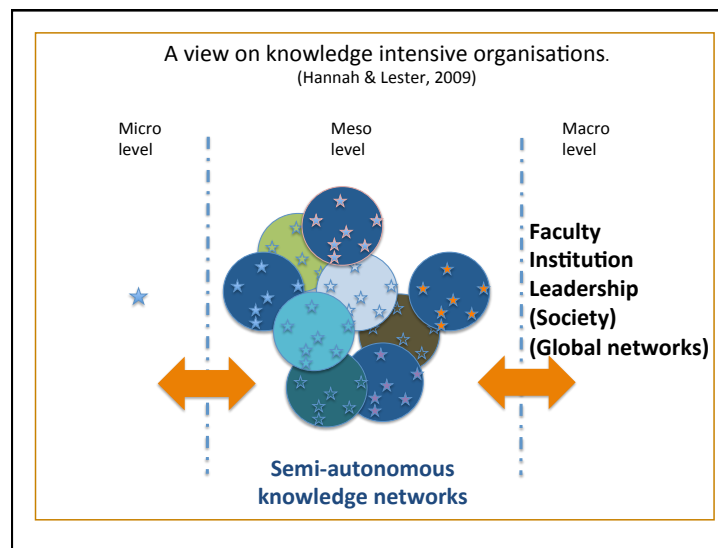 A view on knowledge intensive organisations.
(Hannah & Lester, 2009)
Micro
level
Meso
level
Macro
level
Faculty
Institution
Leadership
(Society)
(Global networks)
Semi-autonomous
knowledge networks